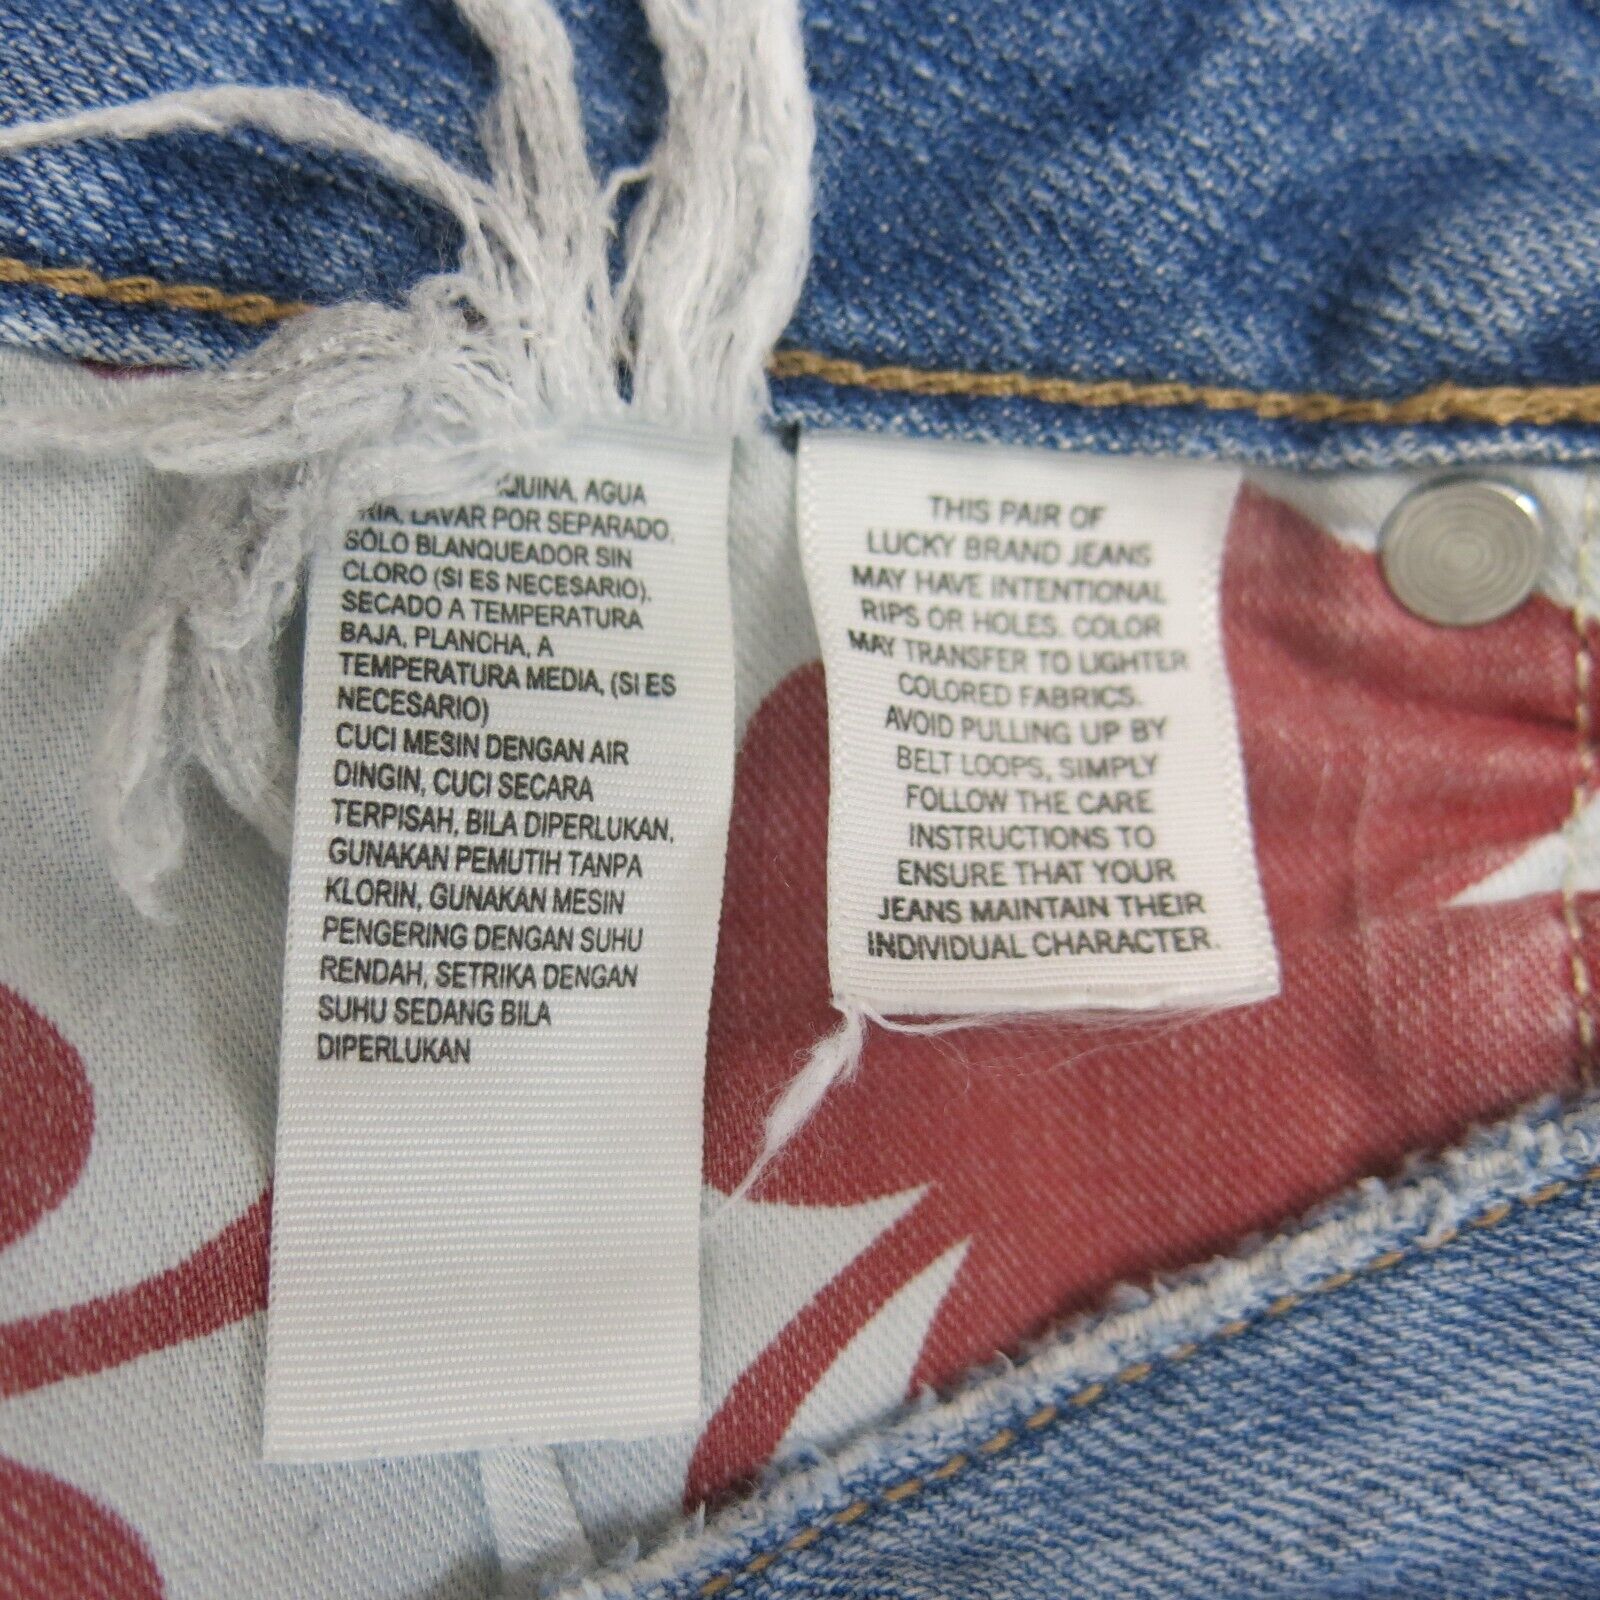 AGUA
LAVAR POR SEPARADO,
SÓLO BLANQUEADOR SIN
CLORO (SI ES NECESARIO).
SECADO A TEMPERATURA
BAJA, PLANCHA, A
TEMPERATURA MEDIA, (SI ES
NECESARIO)
CUCI MESIN DENGAN AIR
DINGIN, CUCI SECARA
TERPISAH, BILA DIPERLUKAN,
GUNAKAN PEMUTIH TANPA
KLORIN, GUNAKAN MESIN
PENGERING DENGAN SUHU
RENDAH, SETRIKA DENGAN
SUHU SEDANG BILA
DIPERLUKAN
THIS PAIR OF
LUCKY BRAND JEANS
MAY HAVE INTENTIONAL
RIPS OR HOLES. COLOR
MAY TRANSFER TO LIGHTER
COLORED FABRICS.
AVOID PULLING UP BY
BELT LOOPS, SIMPLY
FOLLOW THE CARE
INSTRUCTIONS TO
ENSURE THAT YOUR
JEANS MAINTAIN THEIR
INDIVIDUAL CHARACTER.